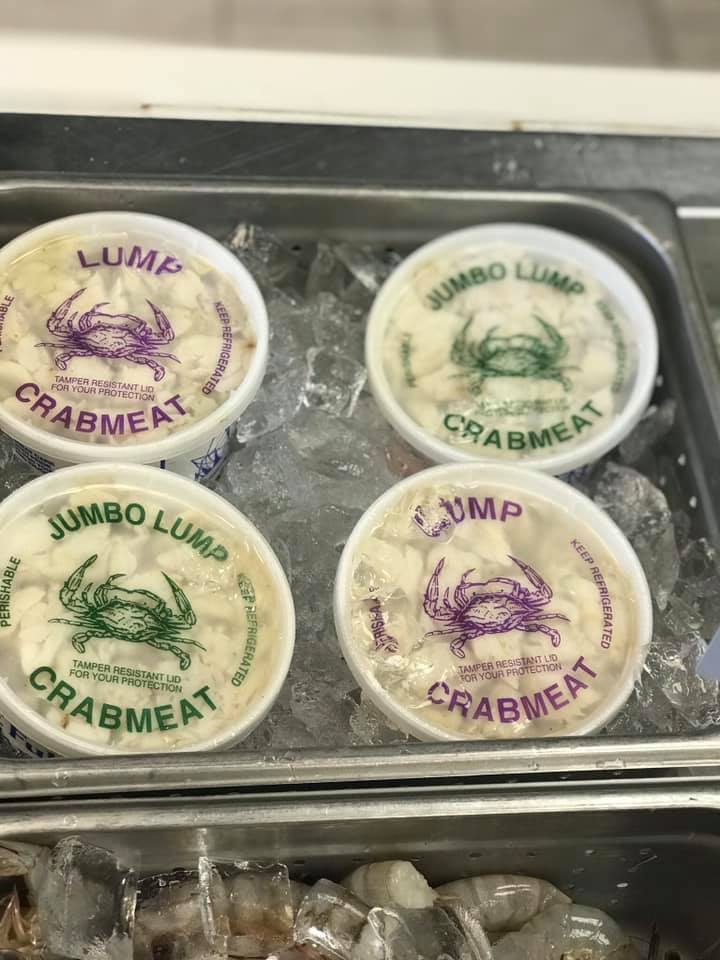 LUMP
PERISHABLE
KEEP REFRIGERATED
TAMPER RESISTANT LID
FOR YOUR PROTECTION
CRABMEAT
JUMBO LUMP
CRABMEAT
JUMBO LUMP
PERISHABLE
KEEP REFRIGERATED
TAMPER RESISTANT LID
FOR YOUR PROTECTION
CRABMEAT
LUMP
KEEP REFRIGERATED
TAMPER RESISTANT LID
FOR YOUR PROTECTION
CRABMEAT